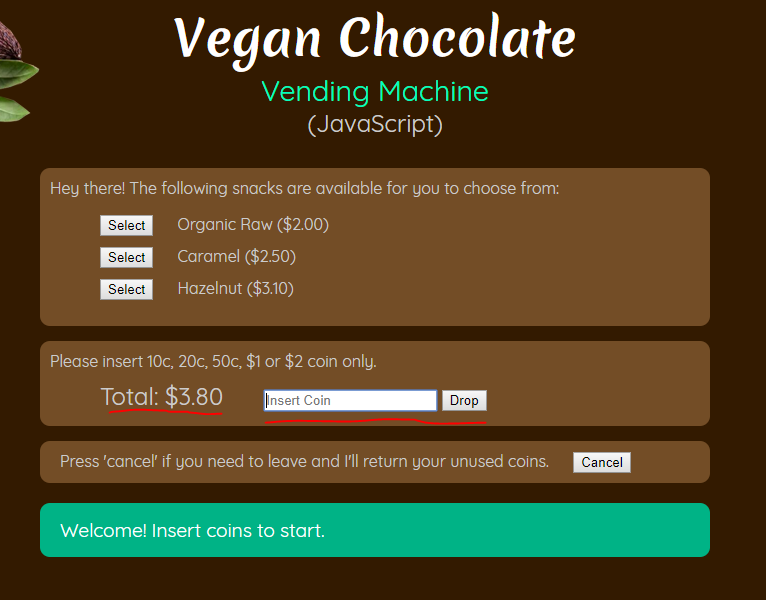 Vegan Chocolate
Vending Machine
(JavaScript)
Hey there! The following snacks are available for you to choose from:
Select Organic Raw ($2.00)
Select Caramel ($2.50)
Select Hazelnut ($3.10)
Please insert 10c, 20c, 50c, $1 or $2 coin only.
Total: $3.80 Insert Coin Drop
Press 'cancel' if you need to leave and I'll return your unused coins. Cancel
Welcome! Insert coins to start.